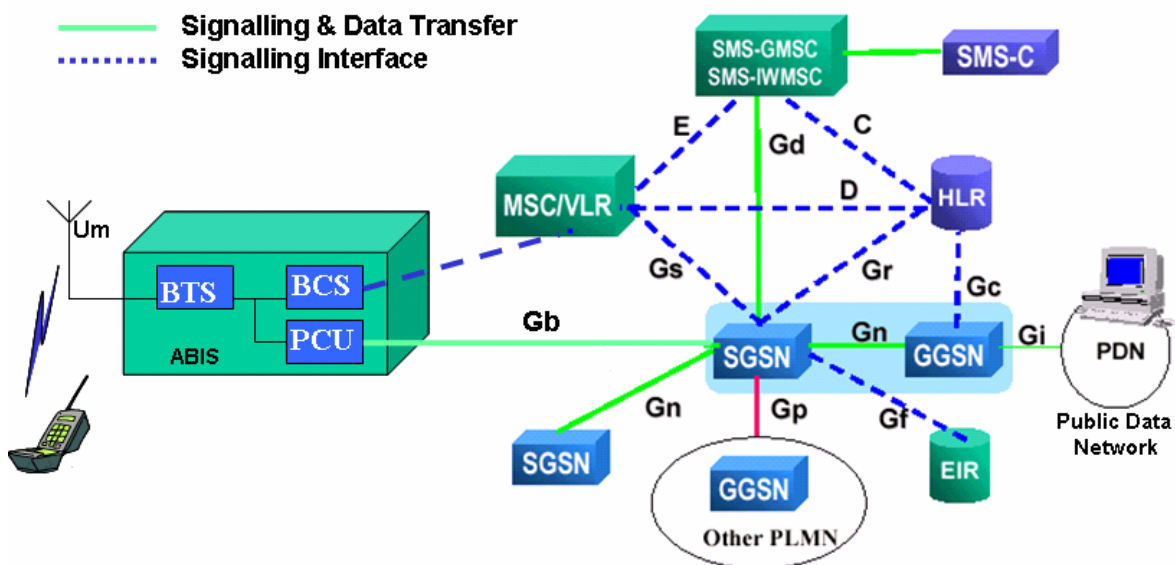 Signalling & Data Transfer
Signalling Interface
SMS-GMSC
SMS-IWMSC
SMS-C
E
Gd
C
MSC/VLR
D
HLR
Um
Gs
Gr
Gc
BTS
BCS
PCU
ABIS
Gb
SGSN
Gn
GGSN
Gi
PDN
Gn
Gp
Gf
Public Data
Network
SGSN
GGSN
EIR
Other PLMN